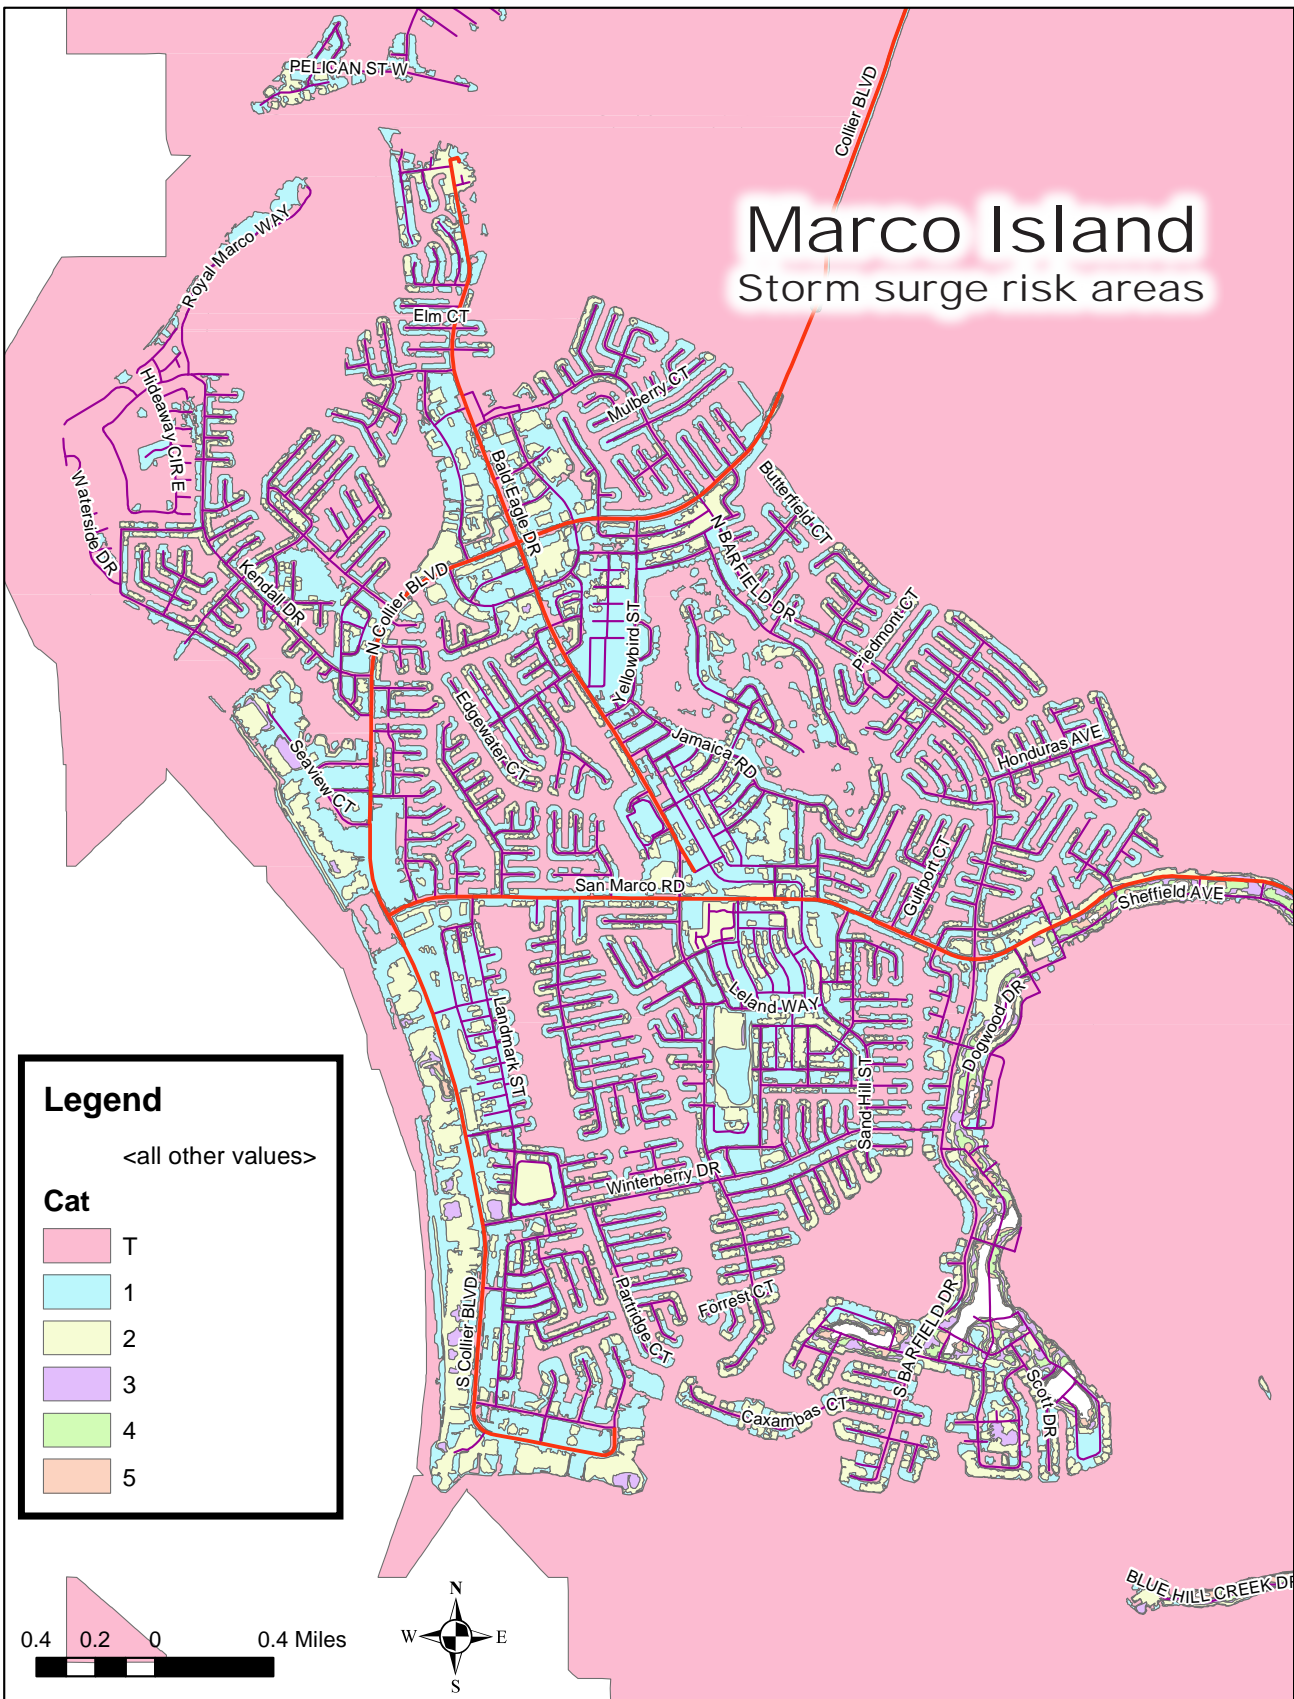 PELICAN ST W
Collier BLVD
Marco Island
Storm surge risk areas
Royal Marco WAY
Elm CT
Hideaway CIR E
Mulberry CT
Waterside DR
Bald Eagle DR
Butterfield CT
N BARFIELD DR
Kendall DR
N Collier BLVD
Yellowbird ST
Piedmont CT
Edgewater CT
Seaview CT
Jamaica RD
Honduras AVE
Gulfport CT
San Marco RD
Sheffield AVE
Landmark ST
Leland WAY
Dogwood DR
Sand Hill ST
Winterberry DR
S Collier BLVD
Partridge CT
Forrest CT
S BARFIELD DR
Scott DR
Caxambas CT
BLUE HILL CREEK DR
Legend
<all other values>
Cat
T
1
2
3
4
5
0.4 0.2 0 0.4 Miles
N
W E
S